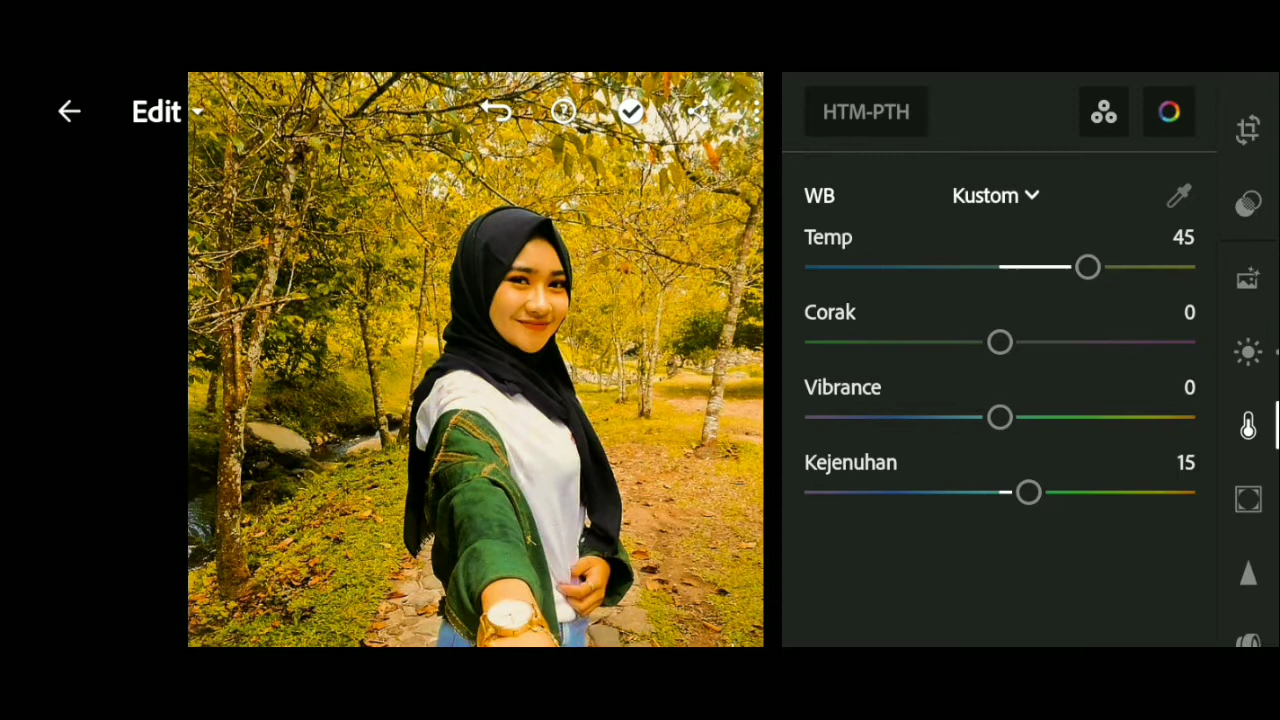 Edit
HTM-PTH
WB Kustom
Temp 45
Corak 0
Vibrance 0
Kejenuhan 15